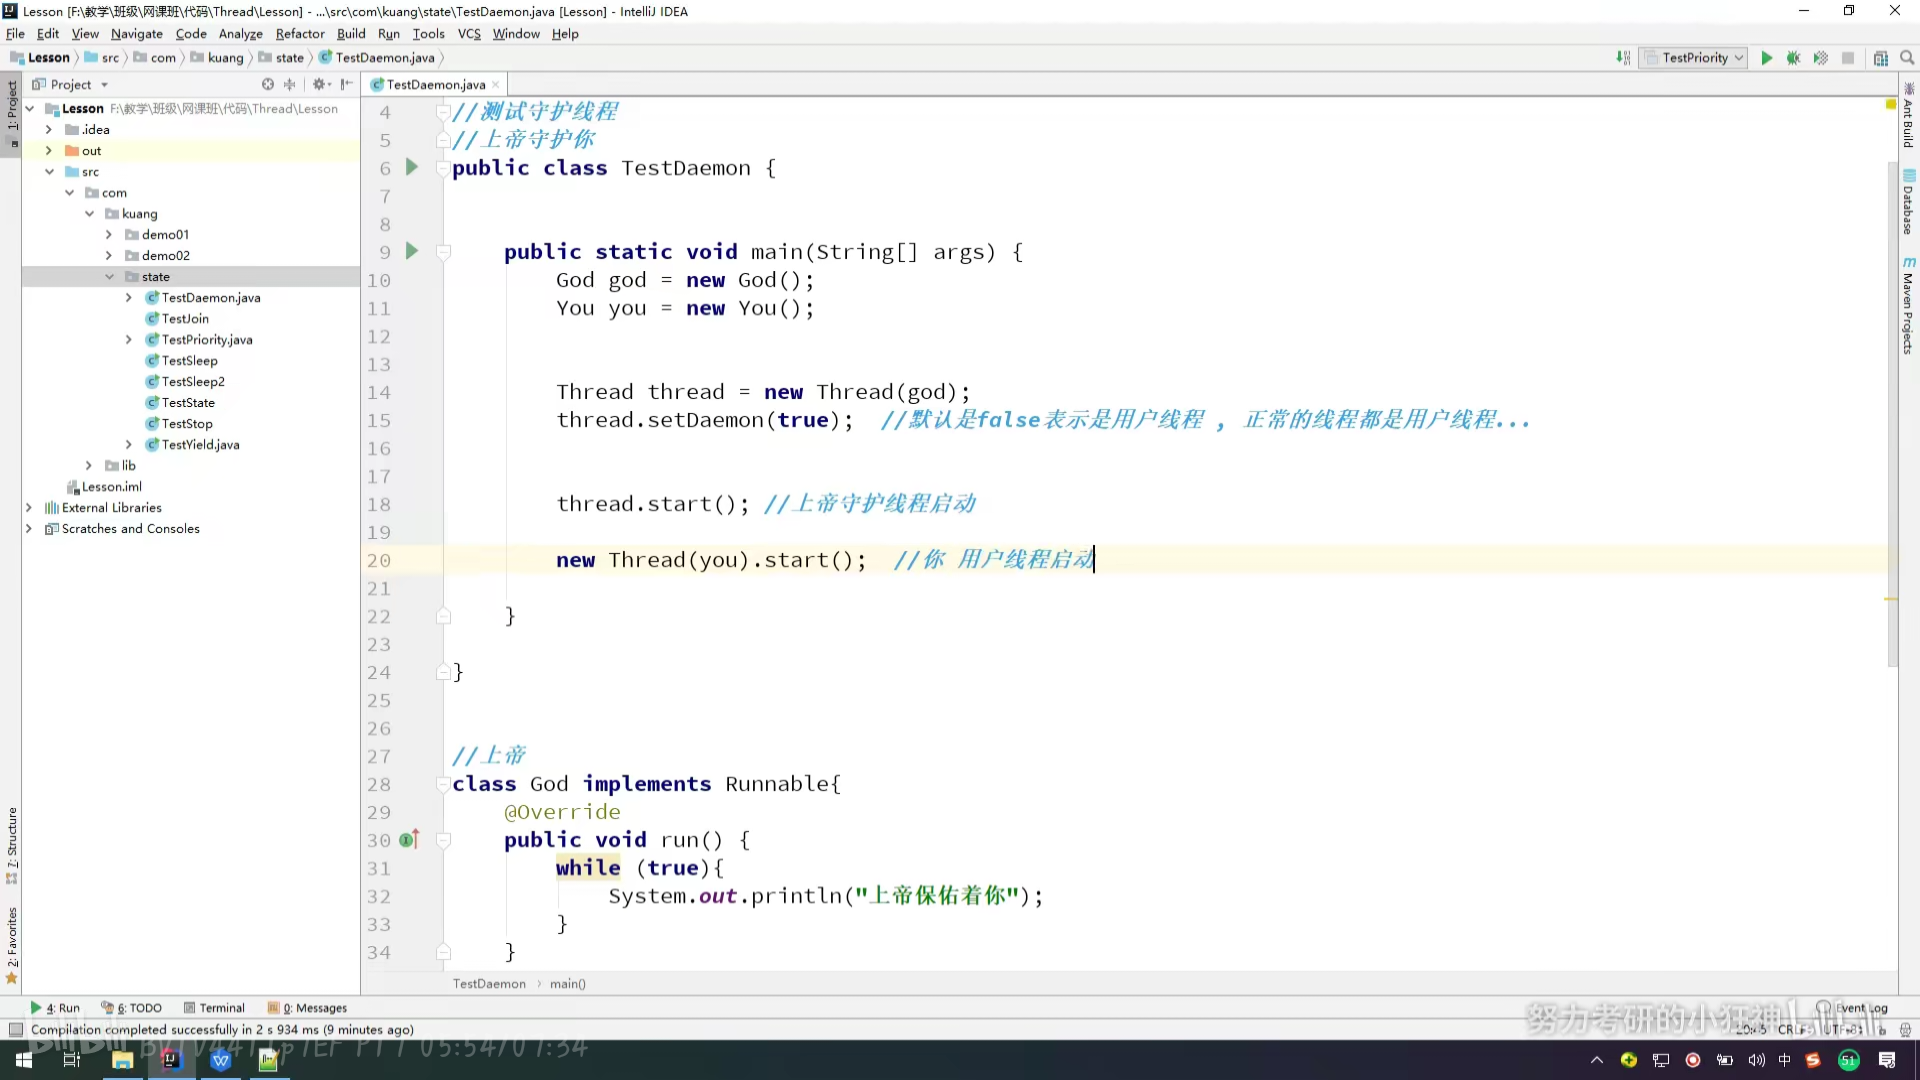 Lesson [F:\教学\班级\网课班\代码\Thread\Lesson] - ...\src\com\kuang\state\TestDaemon.java [Lesson] - IntelliJ IDEA
File Edit View Navigate Code Analyze Refactor Build Run Tools VCS Window Help
Lesson src com kuang state TestDaemon.java TestPriority
1: Project
Project
TestDaemon.java
Lesson F:\教学\班级\网课班\代码\Thread\Lesson
.idea
out
src
com
kuang
demo01
demo02
state
TestDaemon.java
TestJoin
TestPriority.java
TestSleep
TestSleep2
TestState
TestStop
TestYield.java
lib
Lesson.iml
External Libraries
Scratches and Consoles
4 //测试守护线程
5 //上帝守护你
6 public class TestDaemon {
7
8
9 public static void main(String[] args) {
10 God god = new God();
11 You you = new You();
12
13
14 Thread thread = new Thread(god);
15 thread.setDaemon(true); //默认是false表示是用户线程 , 正常的线程都是用户线程...
16
17
18 thread.start(); //上帝守护线程启动
19
20 new Thread(you).start(); //你 用户线程启动
21
22 }
23
24 }
25
26
27 //上帝
28 class God implements Runnable{
29 @Override
30 public void run() {
31 while (true){
32 System.out.println("上帝保佑着你");
33 }
34 }
TestDaemon main()
Ant Build
Database
Maven Projects
7: Structure
2: Favorites
4: Run 6: TODO Terminal 0: Messages Event Log
Compilation completed successfully in 2 s 934 ms (9 minutes ago)
努力考研的小狂神
bilibili
05:54/07:34
中
51